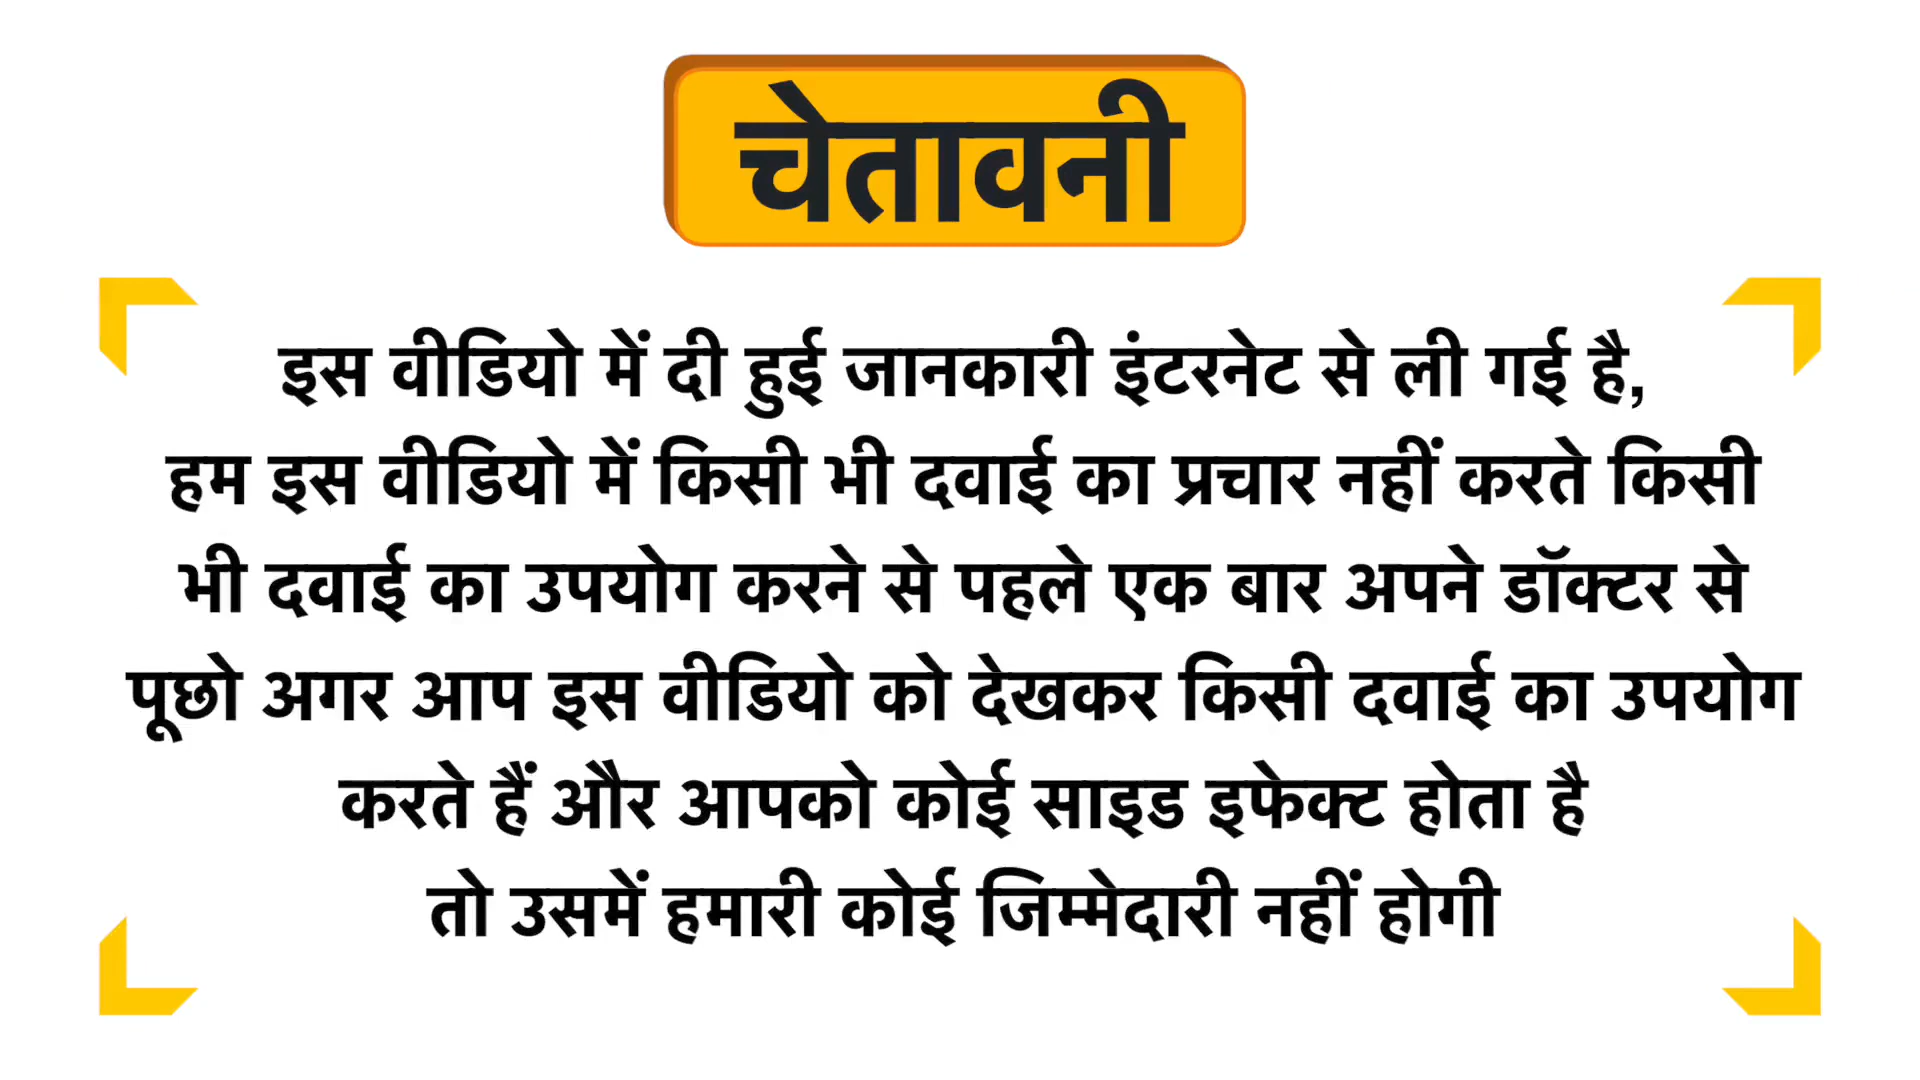 चेतावनी
इस वीडियो में दी हुई जानकारी इंटरनेट से ली गई है,
हम इस वीडियो में किसी भी दवाई का प्रचार नहीं करते किसी
भी दवाई का उपयोग करने से पहले एक बार अपने डॉक्टर से
पूछो अगर आप इस वीडियो को देखकर किसी दवाई का उपयोग
करते हैं और आपको कोई साइड इफेक्ट होता है
तो उसमें हमारी कोई जिम्मेदारी नहीं होगी